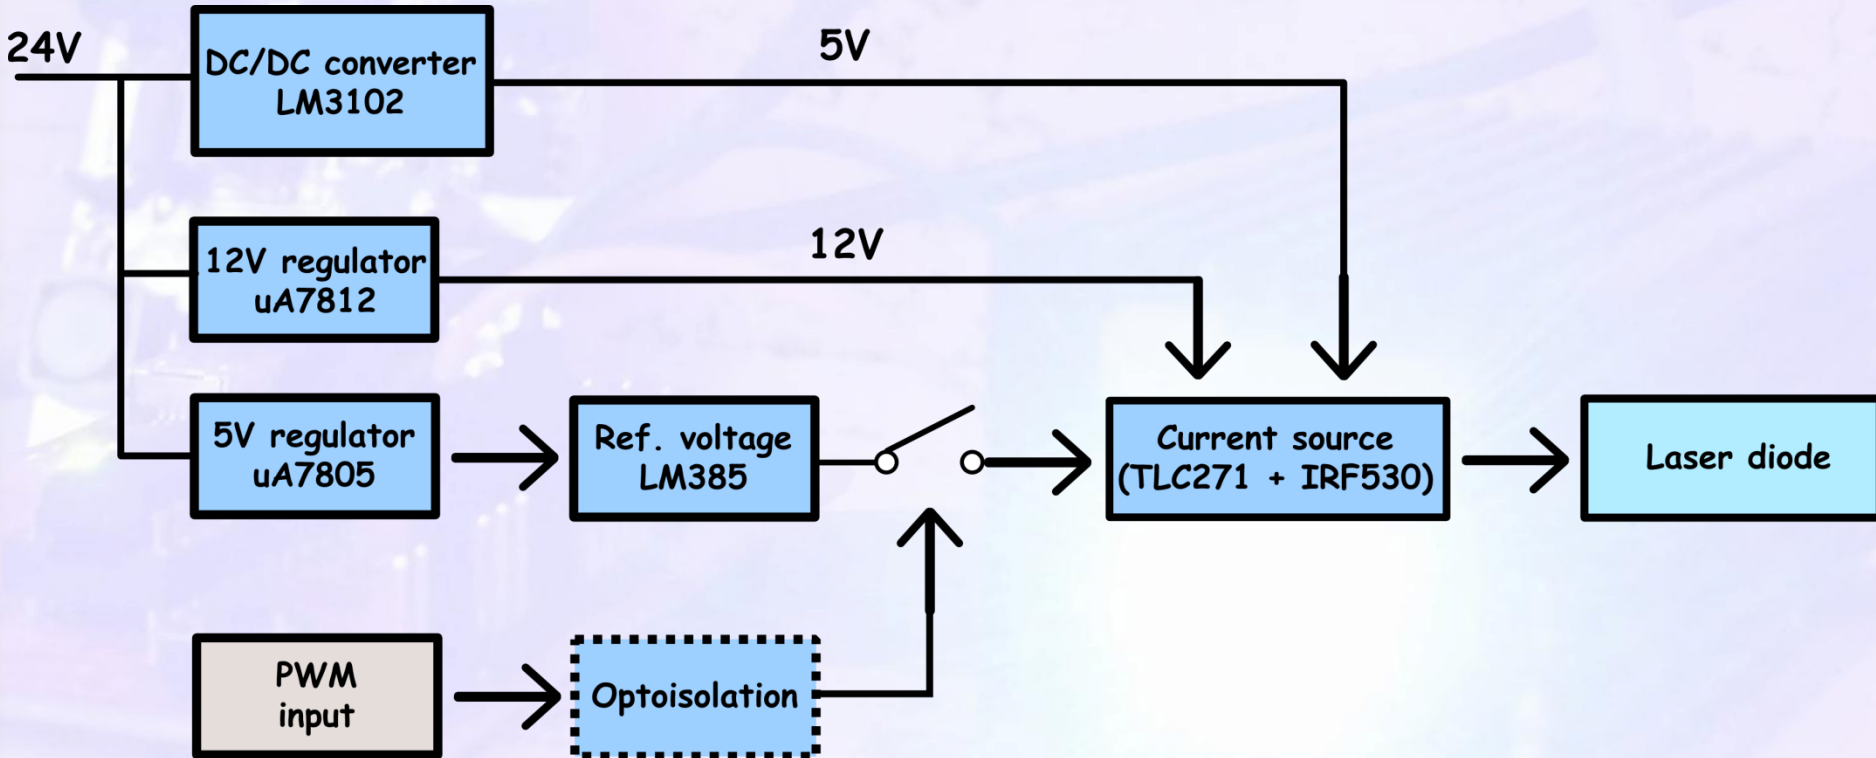 24V
DC/DC converter
LM3102
5V
12V regulator
uA7812
12V
5V regulator
uA7805
Ref. voltage
LM385
Current source
(TLC271 + IRF530)
Laser diode
PWM
input
Optoisolation